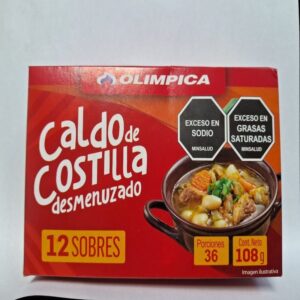 OLIMPICA
Caldo de
Costilla
desmenuzado
EXCESO EN
SODIO
MINSALUD
EXCESO EN
GRASAS
SATURADAS
MINSALUD
12 SOBRES
Porciones
36
Cont. Neto
108 g
Imagen ilustrativa